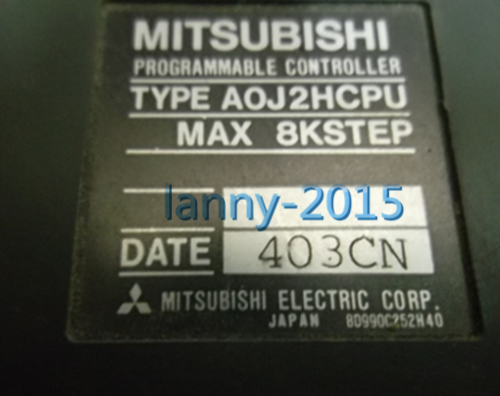 MITSUBISHI
PROGRAMMABLE CONTROLLER
TYPE A0J2HCPU
MAX 8KSTEP
lanny-2015
DATE 403CN
MITSUBISHI ELECTRIC CORP.
JAPAN BD990C252H40